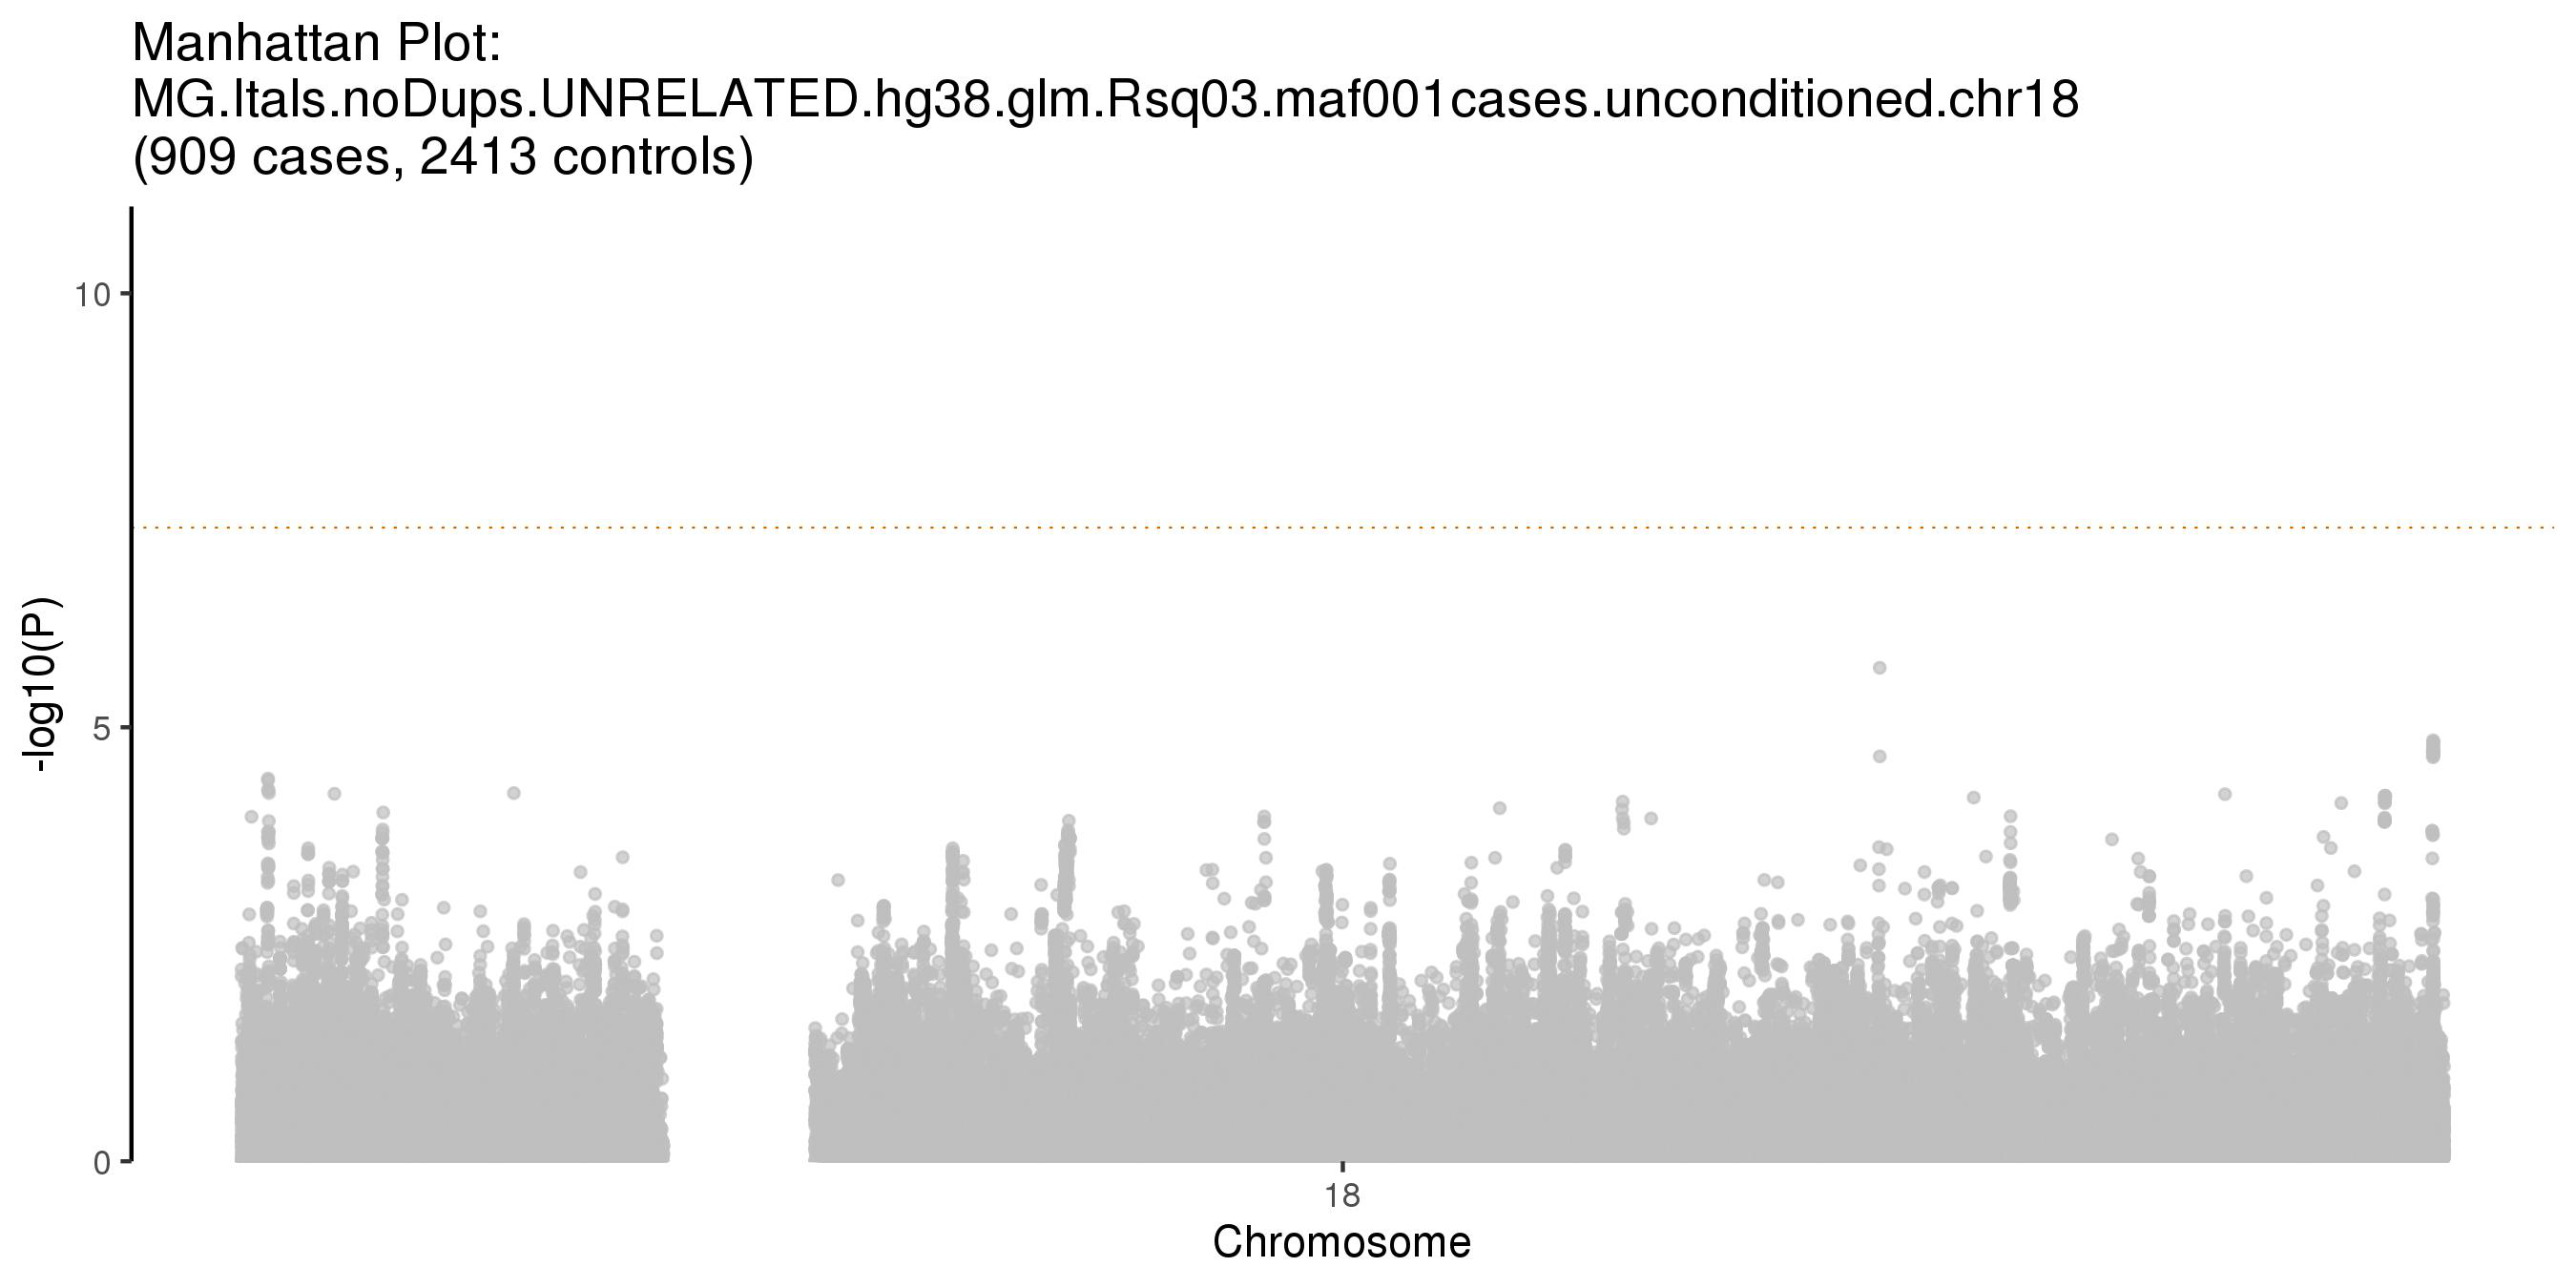 Manhattan Plot:
MG.Itals.noDups.UNRELATED.hg38.glm.Rsq03.maf001cases.unconditioned.chr18
(909 cases, 2413 controls)
10
5
0
-log10(P)
18
Chromosome